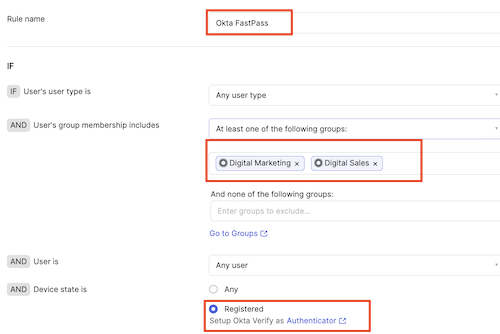 Rule name
Okta FastPass
IF
IF User's user type is
Any user type
AND User's group membership includes
At least one of the following groups:
Digital Marketing × Digital Sales ×
And none of the following groups:
Enter groups to exclude...
Go to Groups
AND User is
Any user
AND Device state is
Any
Registered
Setup Okta Verify as Authenticator